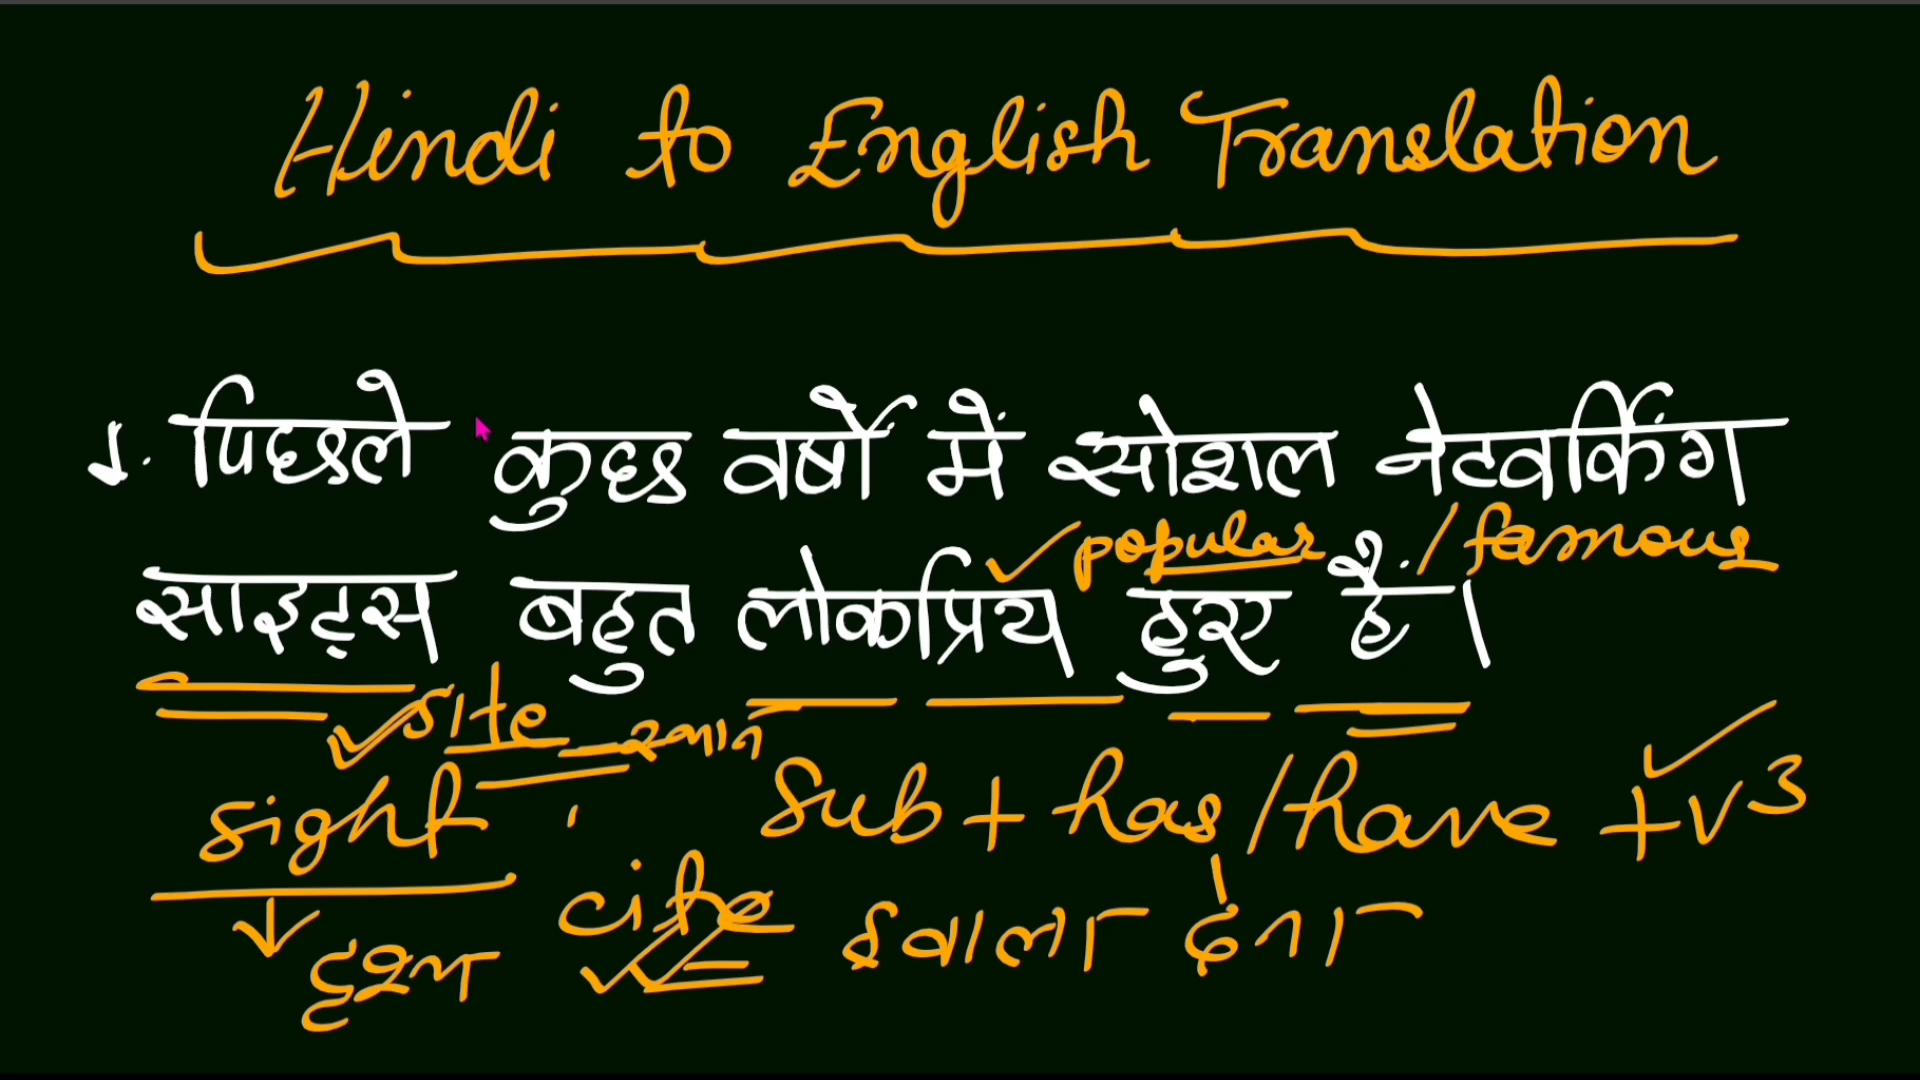 Hindi to English Translation
1. पिछले कुछ वर्षों में सोशल नेटवर्किंग
popular / famous
साइट्स बहुत लोकप्रिय हुए हैं।
site - स्थान
sight
Sub + has/have + v3
दृश्य
cite हवाला देना